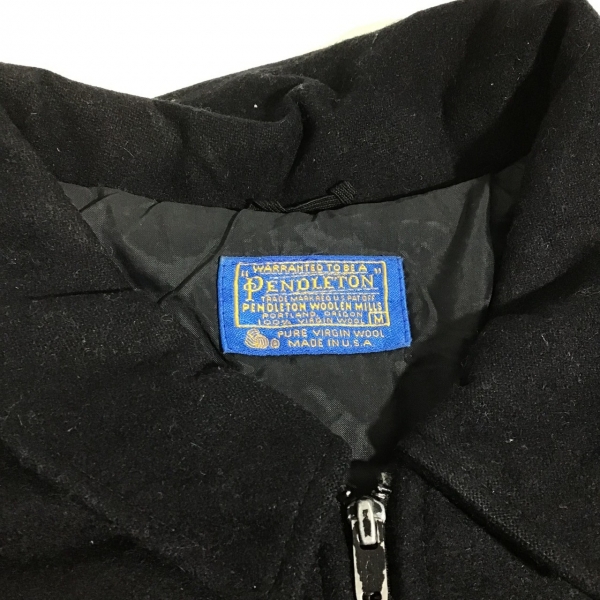 WARRANTED TO BE A
"PENDLETON"
TRADE MARK REG U.S. PAT. OFF.
PENDLETON WOOLEN MILLS
PORTLAND, OREGON
100% VIRGIN WOOL M
PURE VIRGIN WOOL
MADE IN U.S.A